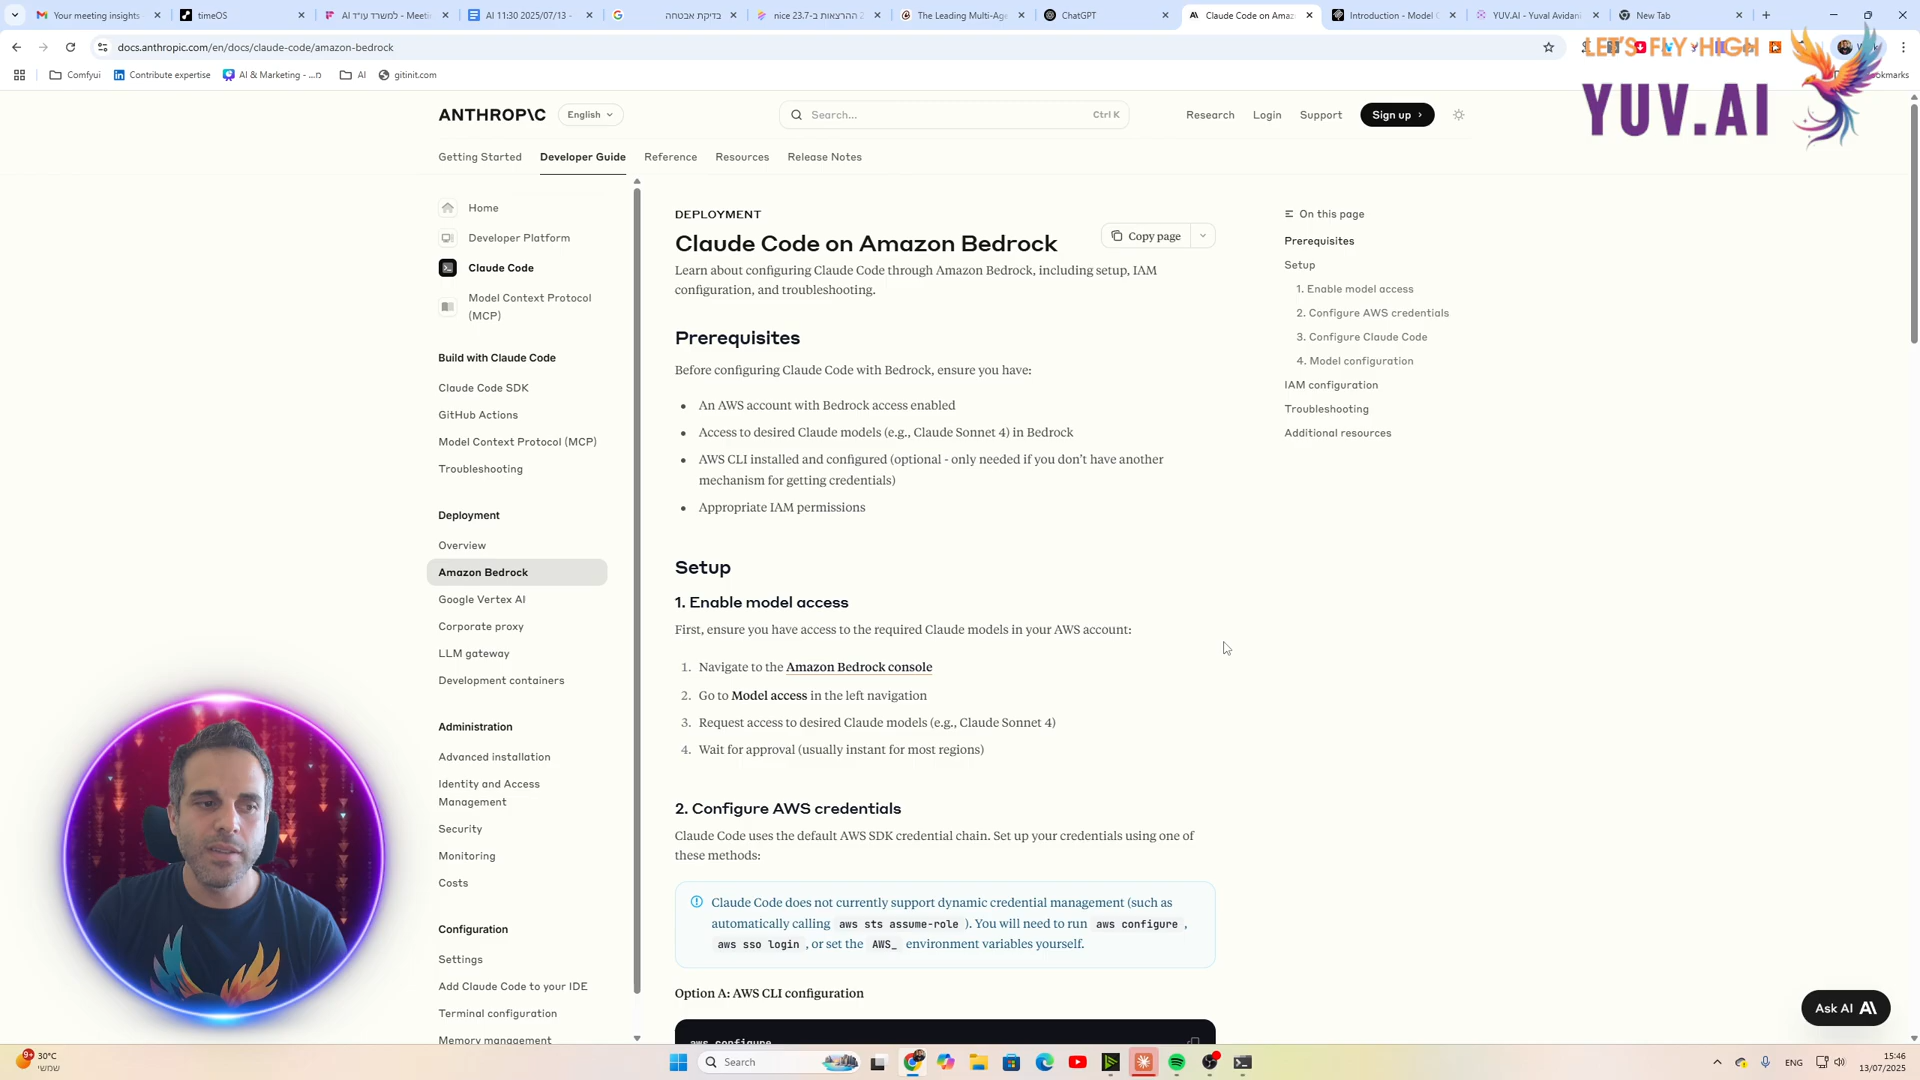 Your meeting insights
timeOS
AI למשרד עו"ד - Meetin
AI 11:30 2025/07/13 -
בדיקת אבטחה
nice 23.7-ההרצאות ב 2
The Leading Multi-Age
ChatGPT
Claude Code on Amazo
Introduction - Model C
YUV.AI - Yuval Avidani
New Tab
docs.anthropic.com/en/docs/claude-code/amazon-bedrock
LET'S FLY HIGH
Comfyui
Contribute expertise
AI & Marketing - ...מ
AI
gitinit.com
YUV.AI
ANTHROP\C
English
Search...
Ctrl K
Research
Login
Support
Sign up
Getting Started
Developer Guide
Reference
Resources
Release Notes
Home
Developer Platform
Claude Code
Model Context Protocol
(MCP)
Build with Claude Code
Claude Code SDK
GitHub Actions
Model Context Protocol (MCP)
Troubleshooting
Deployment
Overview
Amazon Bedrock
Google Vertex AI
Corporate proxy
LLM gateway
Development containers
Administration
Advanced installation
Identity and Access
Management
Security
Monitoring
Costs
Configuration
Settings
Add Claude Code to your IDE
Terminal configuration
Memory management
DEPLOYMENT
Claude Code on Amazon Bedrock
Copy page
Learn about configuring Claude Code through Amazon Bedrock, including setup, IAM
configuration, and troubleshooting.
Prerequisites
Before configuring Claude Code with Bedrock, ensure you have:
• An AWS account with Bedrock access enabled
• Access to desired Claude models (e.g., Claude Sonnet 4) in Bedrock
• AWS CLI installed and configured (optional - only needed if you don't have another
mechanism for getting credentials)
• Appropriate IAM permissions
Setup
1. Enable model access
First, ensure you have access to the required Claude models in your AWS account:
1. Navigate to the Amazon Bedrock console
2. Go to Model access in the left navigation
3. Request access to desired Claude models (e.g., Claude Sonnet 4)
4. Wait for approval (usually instant for most regions)
2. Configure AWS credentials
Claude Code uses the default AWS SDK credential chain. Set up your credentials using one of
these methods:
Claude Code does not currently support dynamic credential management (such as
automatically calling aws sts assume-role ). You will need to run aws configure ,
aws sso login , or set the AWS_ environment variables yourself.
Option A: AWS CLI configuration
aws configure
On this page
Prerequisites
Setup
1. Enable model access
2. Configure AWS credentials
3. Configure Claude Code
4. Model configuration
IAM configuration
Troubleshooting
Additional resources
Ask AI
9+
30°C
שמשי
Search
ENG
15:46
13/07/2025